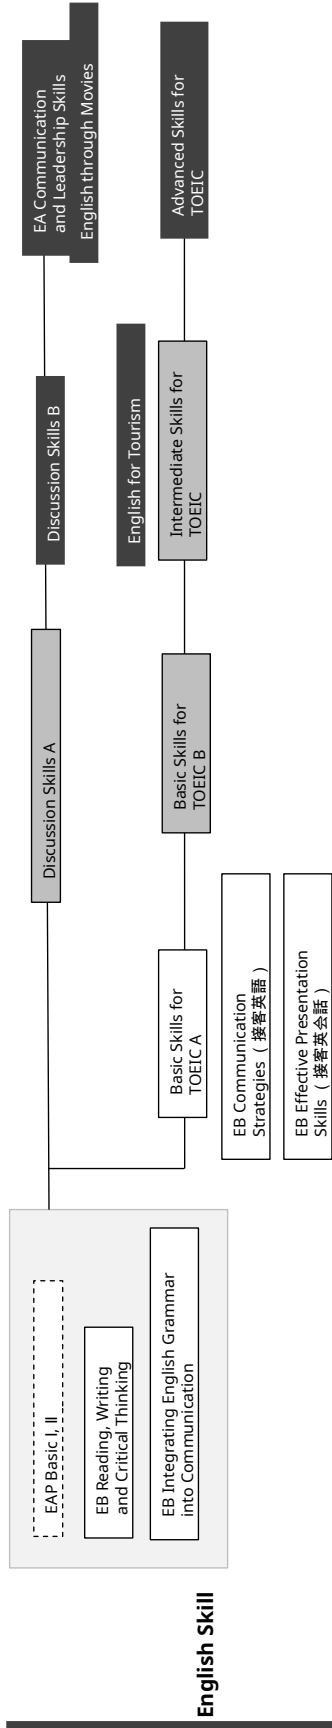 English Skill
EAP Basic I, II
EB Reading, Writing
and Critical Thinking
EB Integrating English Grammar
into Communication
Discussion Skills A
Discussion Skills B
EA Communication
and Leadership Skills
English through Movies
Basic Skills for
TOEIC A
Basic Skills for
TOEIC B
English for Tourism
Intermediate Skills for
TOEIC
Advanced Skills for
TOEIC
EB Communication
Strategies ( 接客英語 )
EB Effective Presentation
Skills ( 接客英会話 )